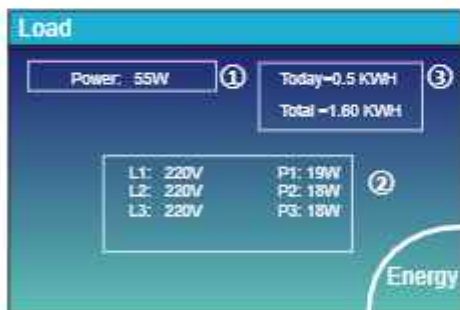 Load
Power: 55W ①
Today=0.5 KWH ③
Total =1.60 KWH
L1: 220V P1: 19W ②
L2: 220V P2: 18W
L3: 220V P3: 18W
Energy